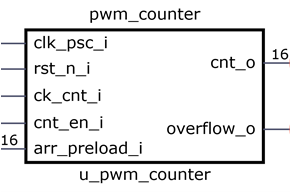 pwm_counter
clk_psc_i
rst_n_i
cnt_o
16
ck_cnt_i
cnt_en_i
overflow_o
16
arr_preload_i
u_pwm_counter